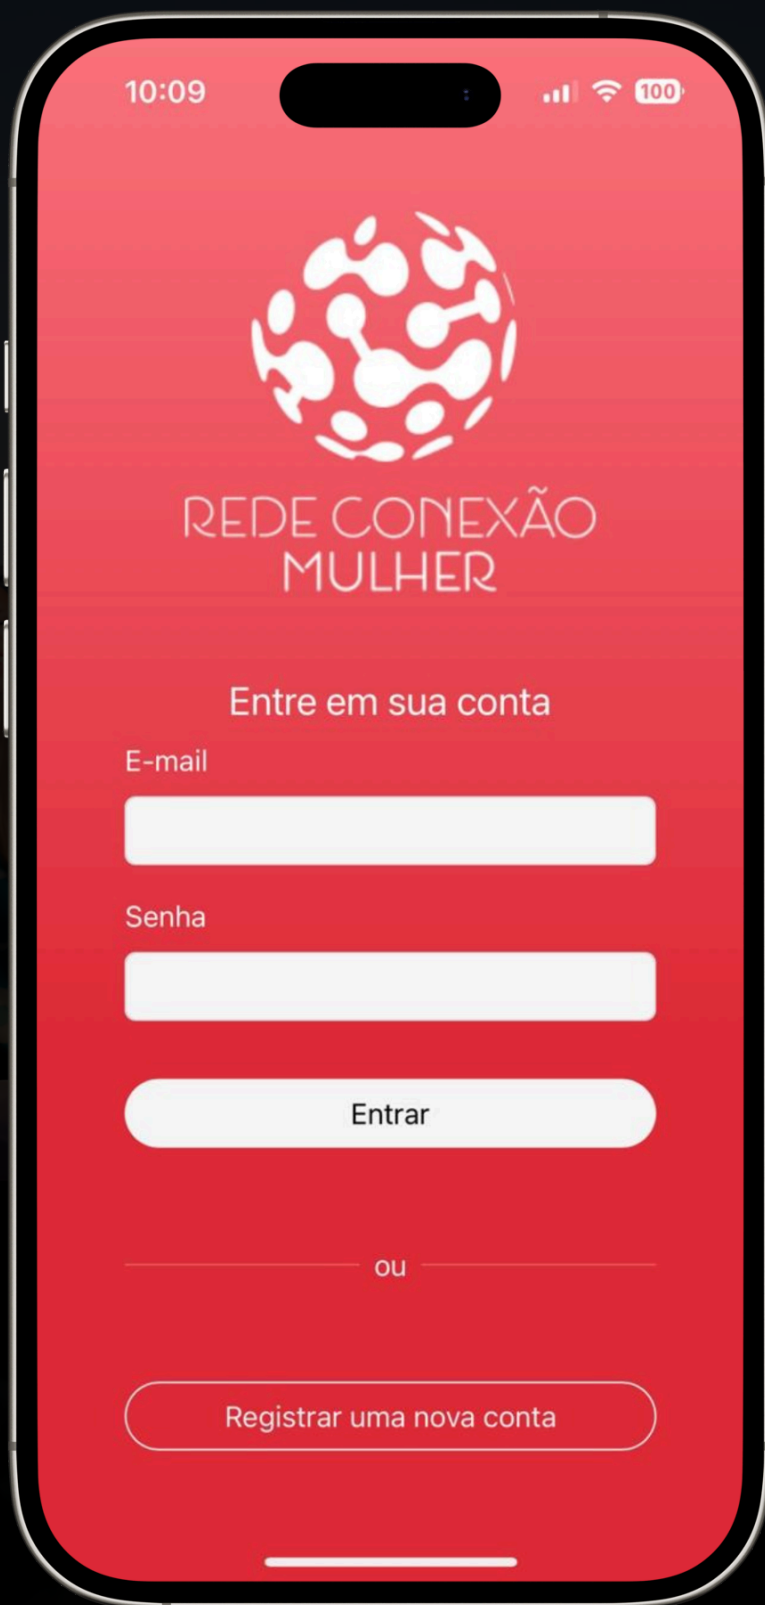 10:09
100
REDE CONEXÃO
MULHER
Entre em sua conta
E-mail
Senha
Entrar
ou
Registrar uma nova conta